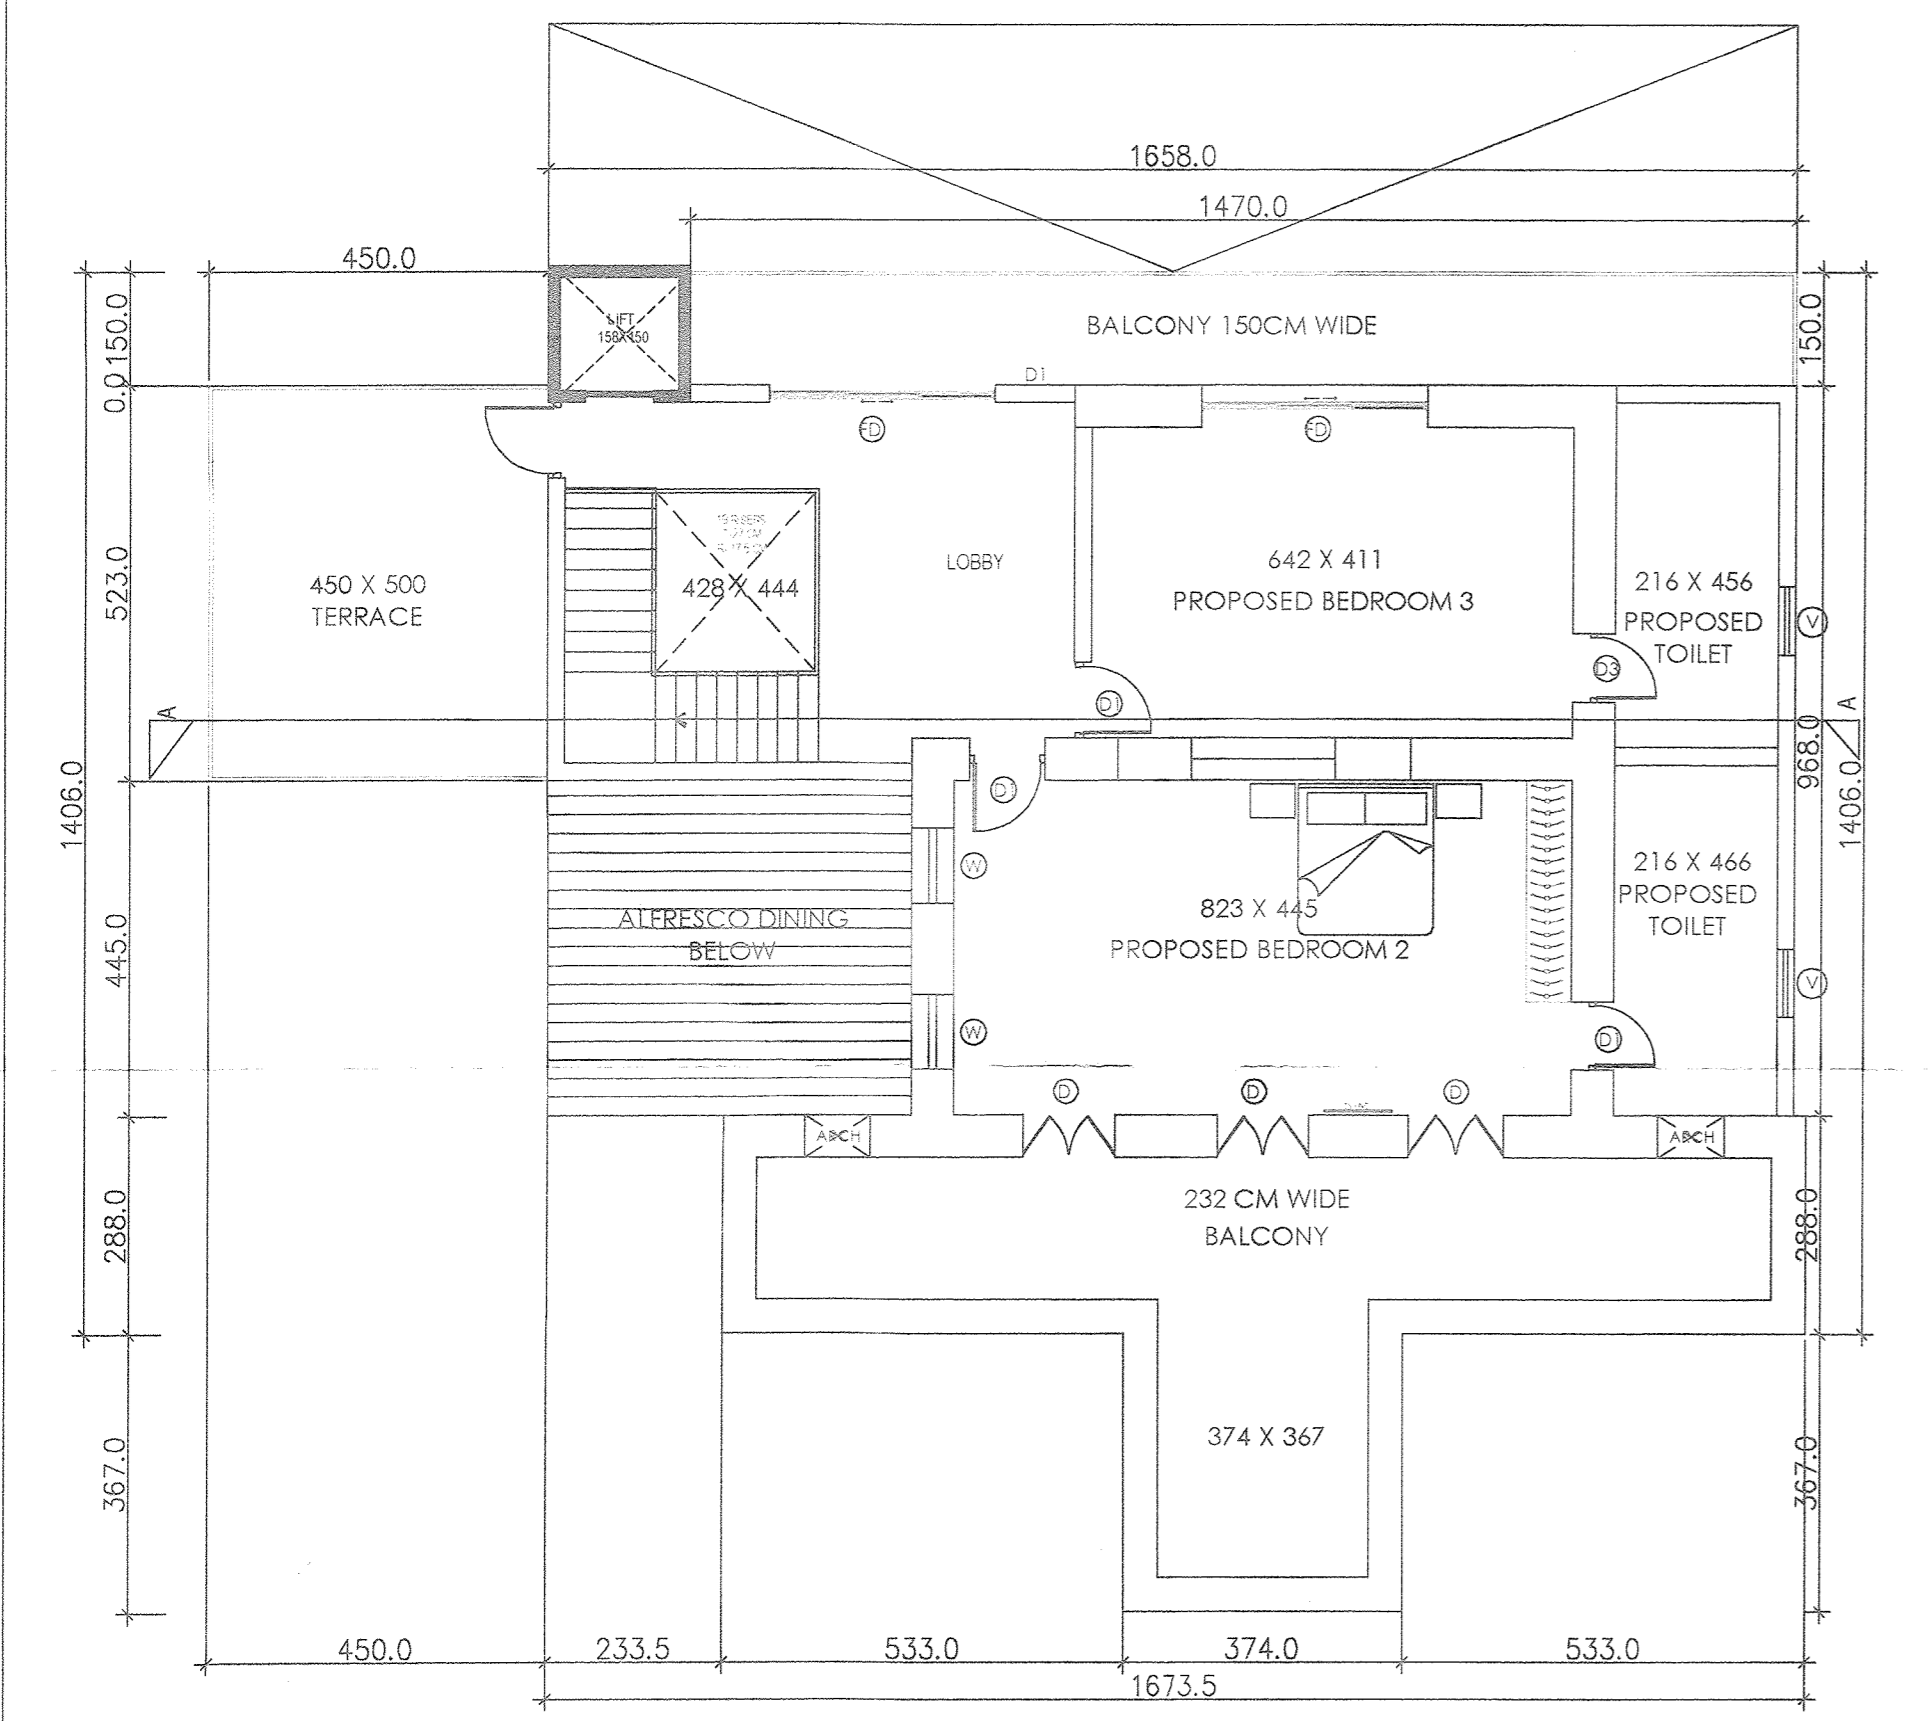 1658.0
1470.0
450.0
150.0
0.0
LIFT
158X150
BALCONY 150CM WIDE
150.0
D1
FD
FD
523.0
450 X 500
TERRACE
428 X 444
LOBBY
642 X 411
PROPOSED BEDROOM 3
216 X 456
PROPOSED
TOILET
V
D3
D1
A
A
968.0
1406.0
1406.0
D1
W
W
ALFRESCO DINING
BELOW
823 X 445
PROPOSED BEDROOM 2
216 X 466
PROPOSED
TOILET
V
D1
445.0
D
D
D
ARCH
ARCH
232 CM WIDE
BALCONY
288.0
288.0
374 X 367
367.0
367.0
450.0
233.5
533.0
374.0
533.0
1673.5